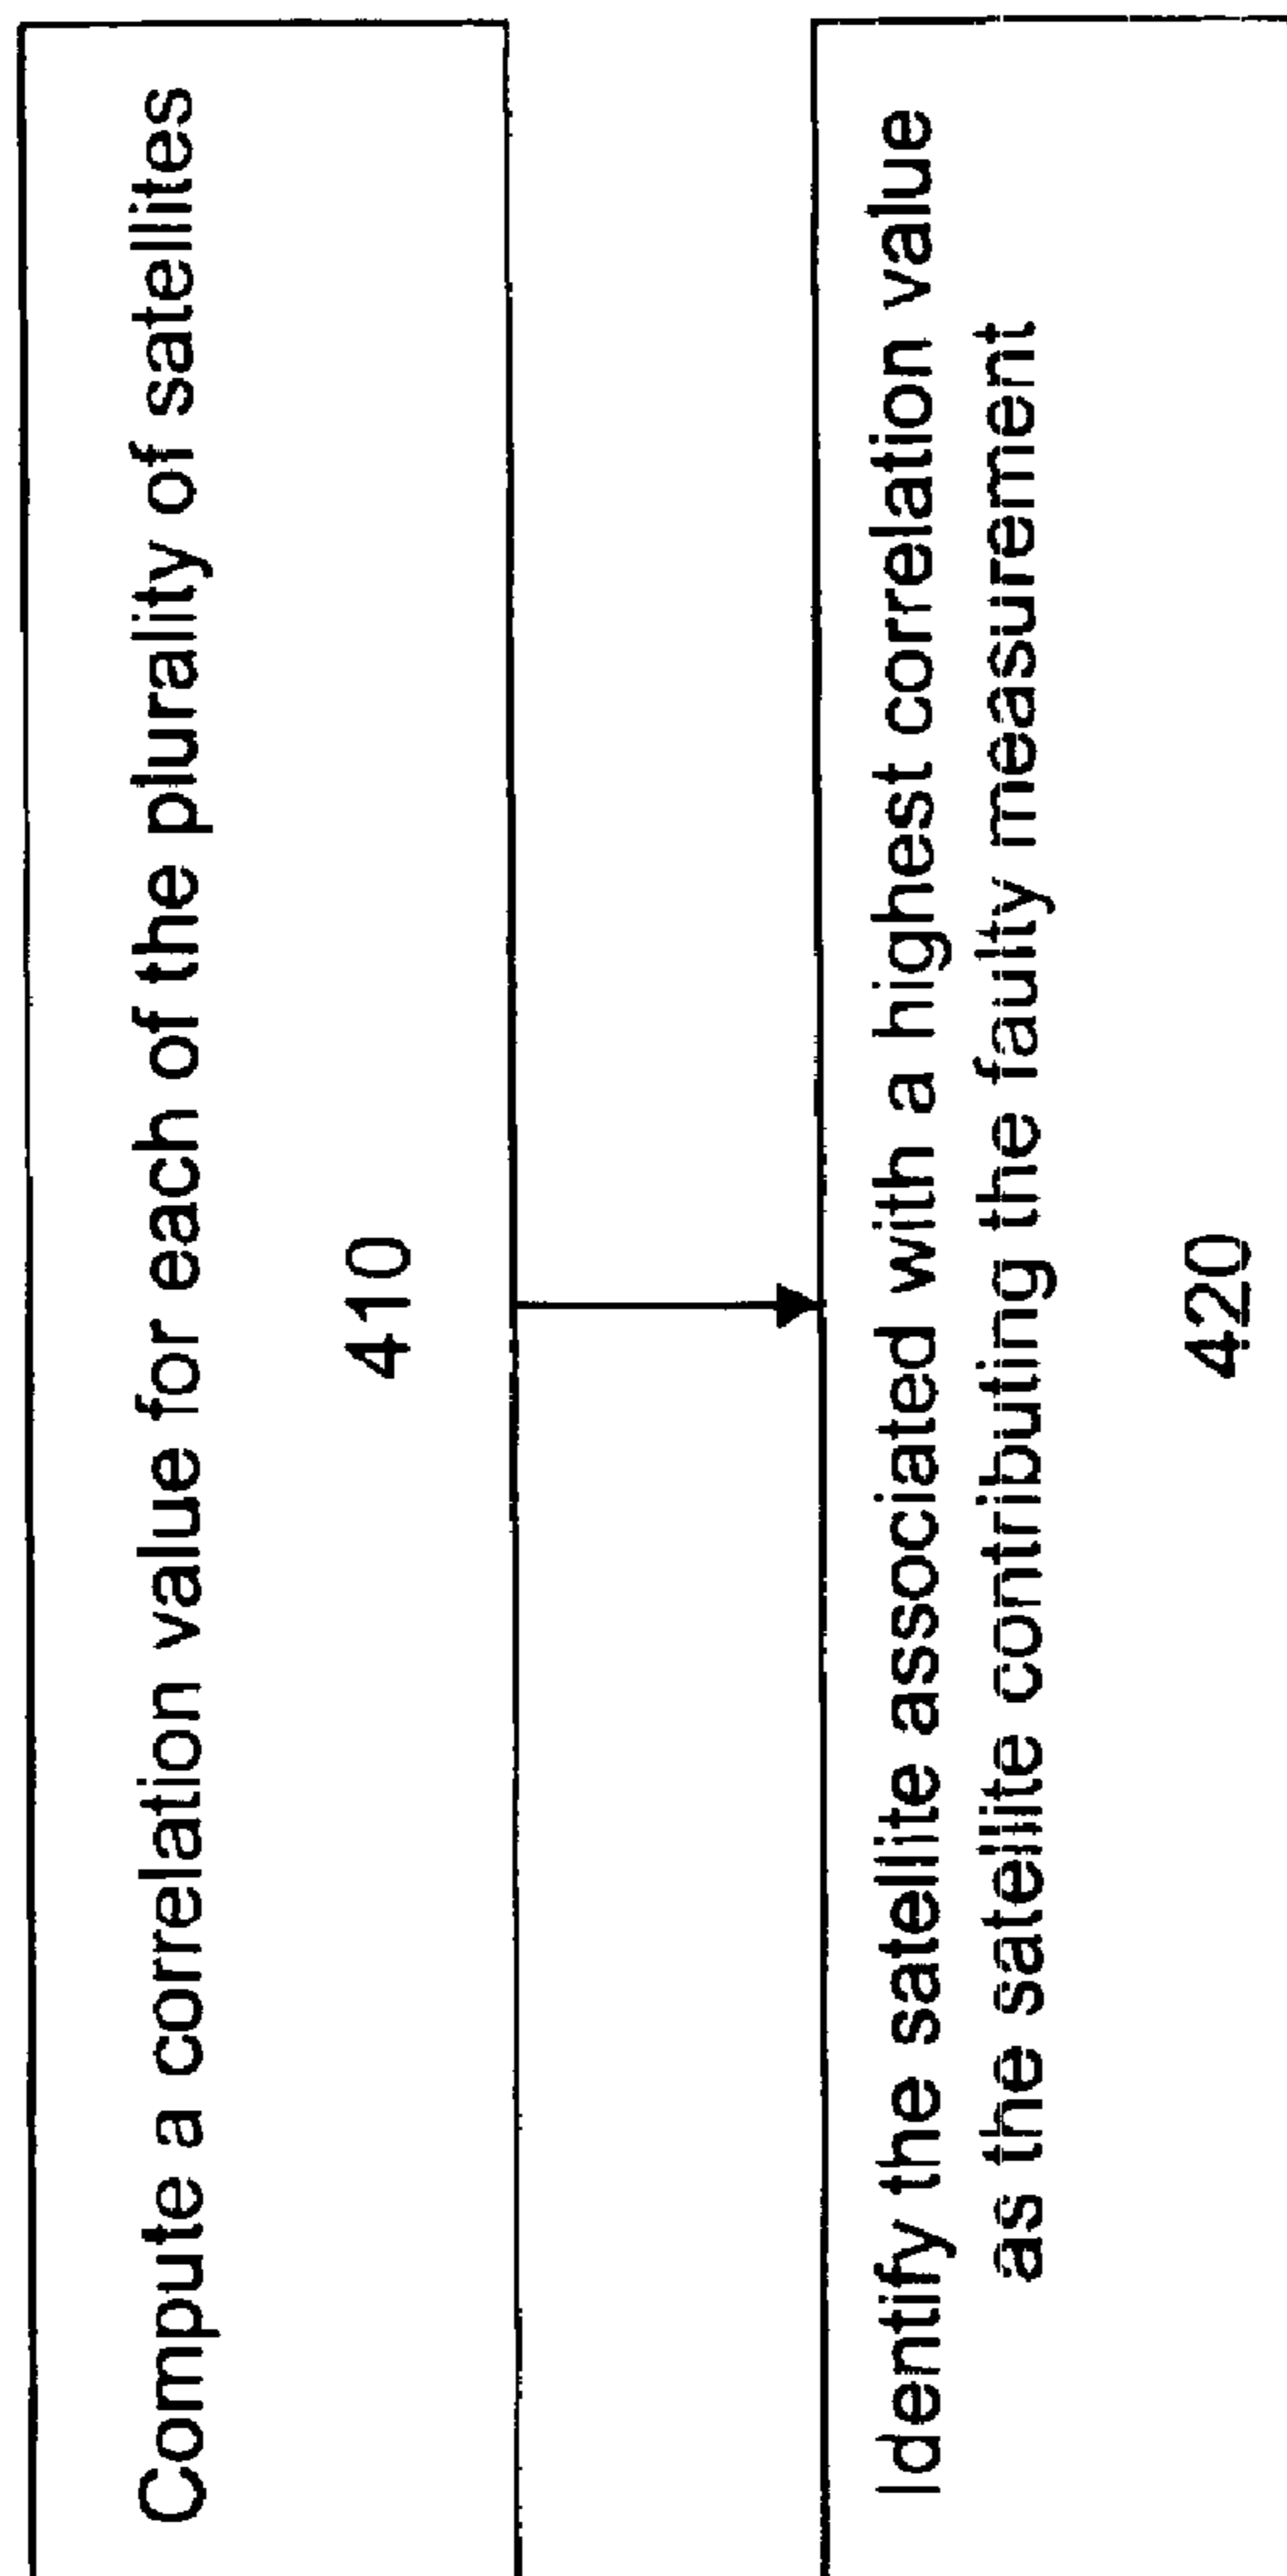 Compute a correlation value for each of the plurality of satellites
410
Identify the satellite associated with a highest correlation value
as the satellite contributing the faulty measurement
420